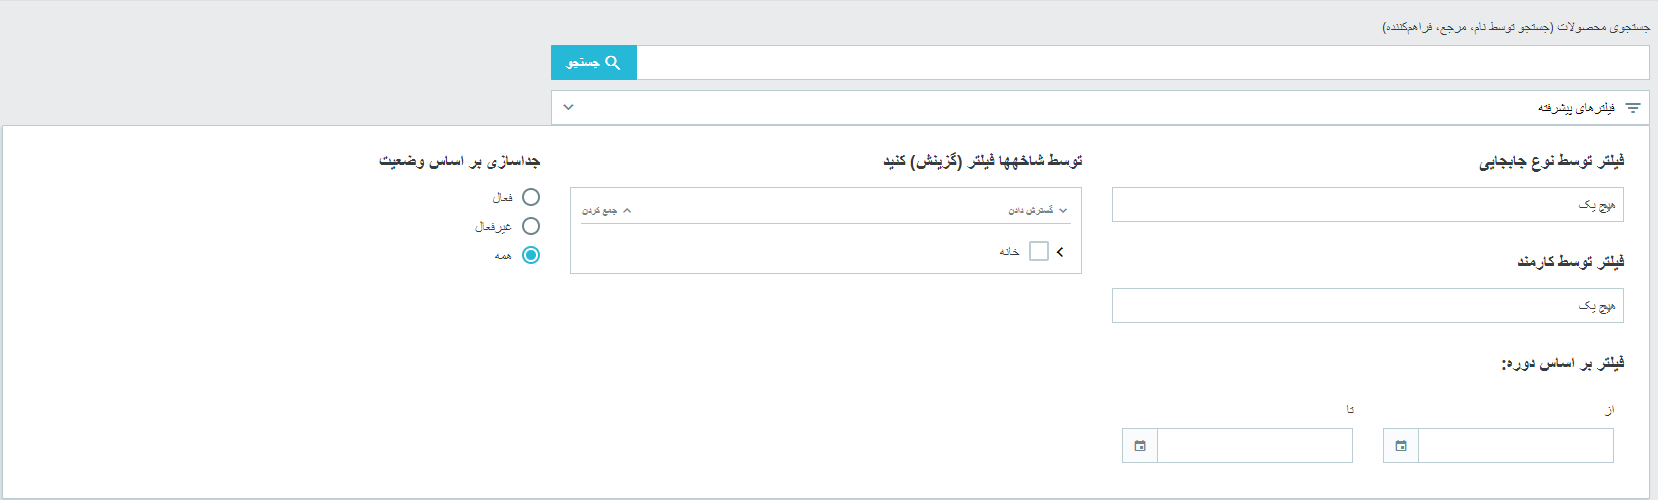 جستجوی محصولات (جستجو توسط نام، مرجع، فراهم‌کننده)
جستجو
فیلترهای پیشرفته
فیلتر توسط نوع جابجایی
هیچ یک
فیلتر توسط کارمند
هیچ یک
فیلتر بر اساس دوره:
از
تا
توسط شاخهها فیلتر (گزینش) کنید
گسترش دادن
جمع کردن
خانه
جداسازی بر اساس وضعیت
فعال
غیرفعال
همه